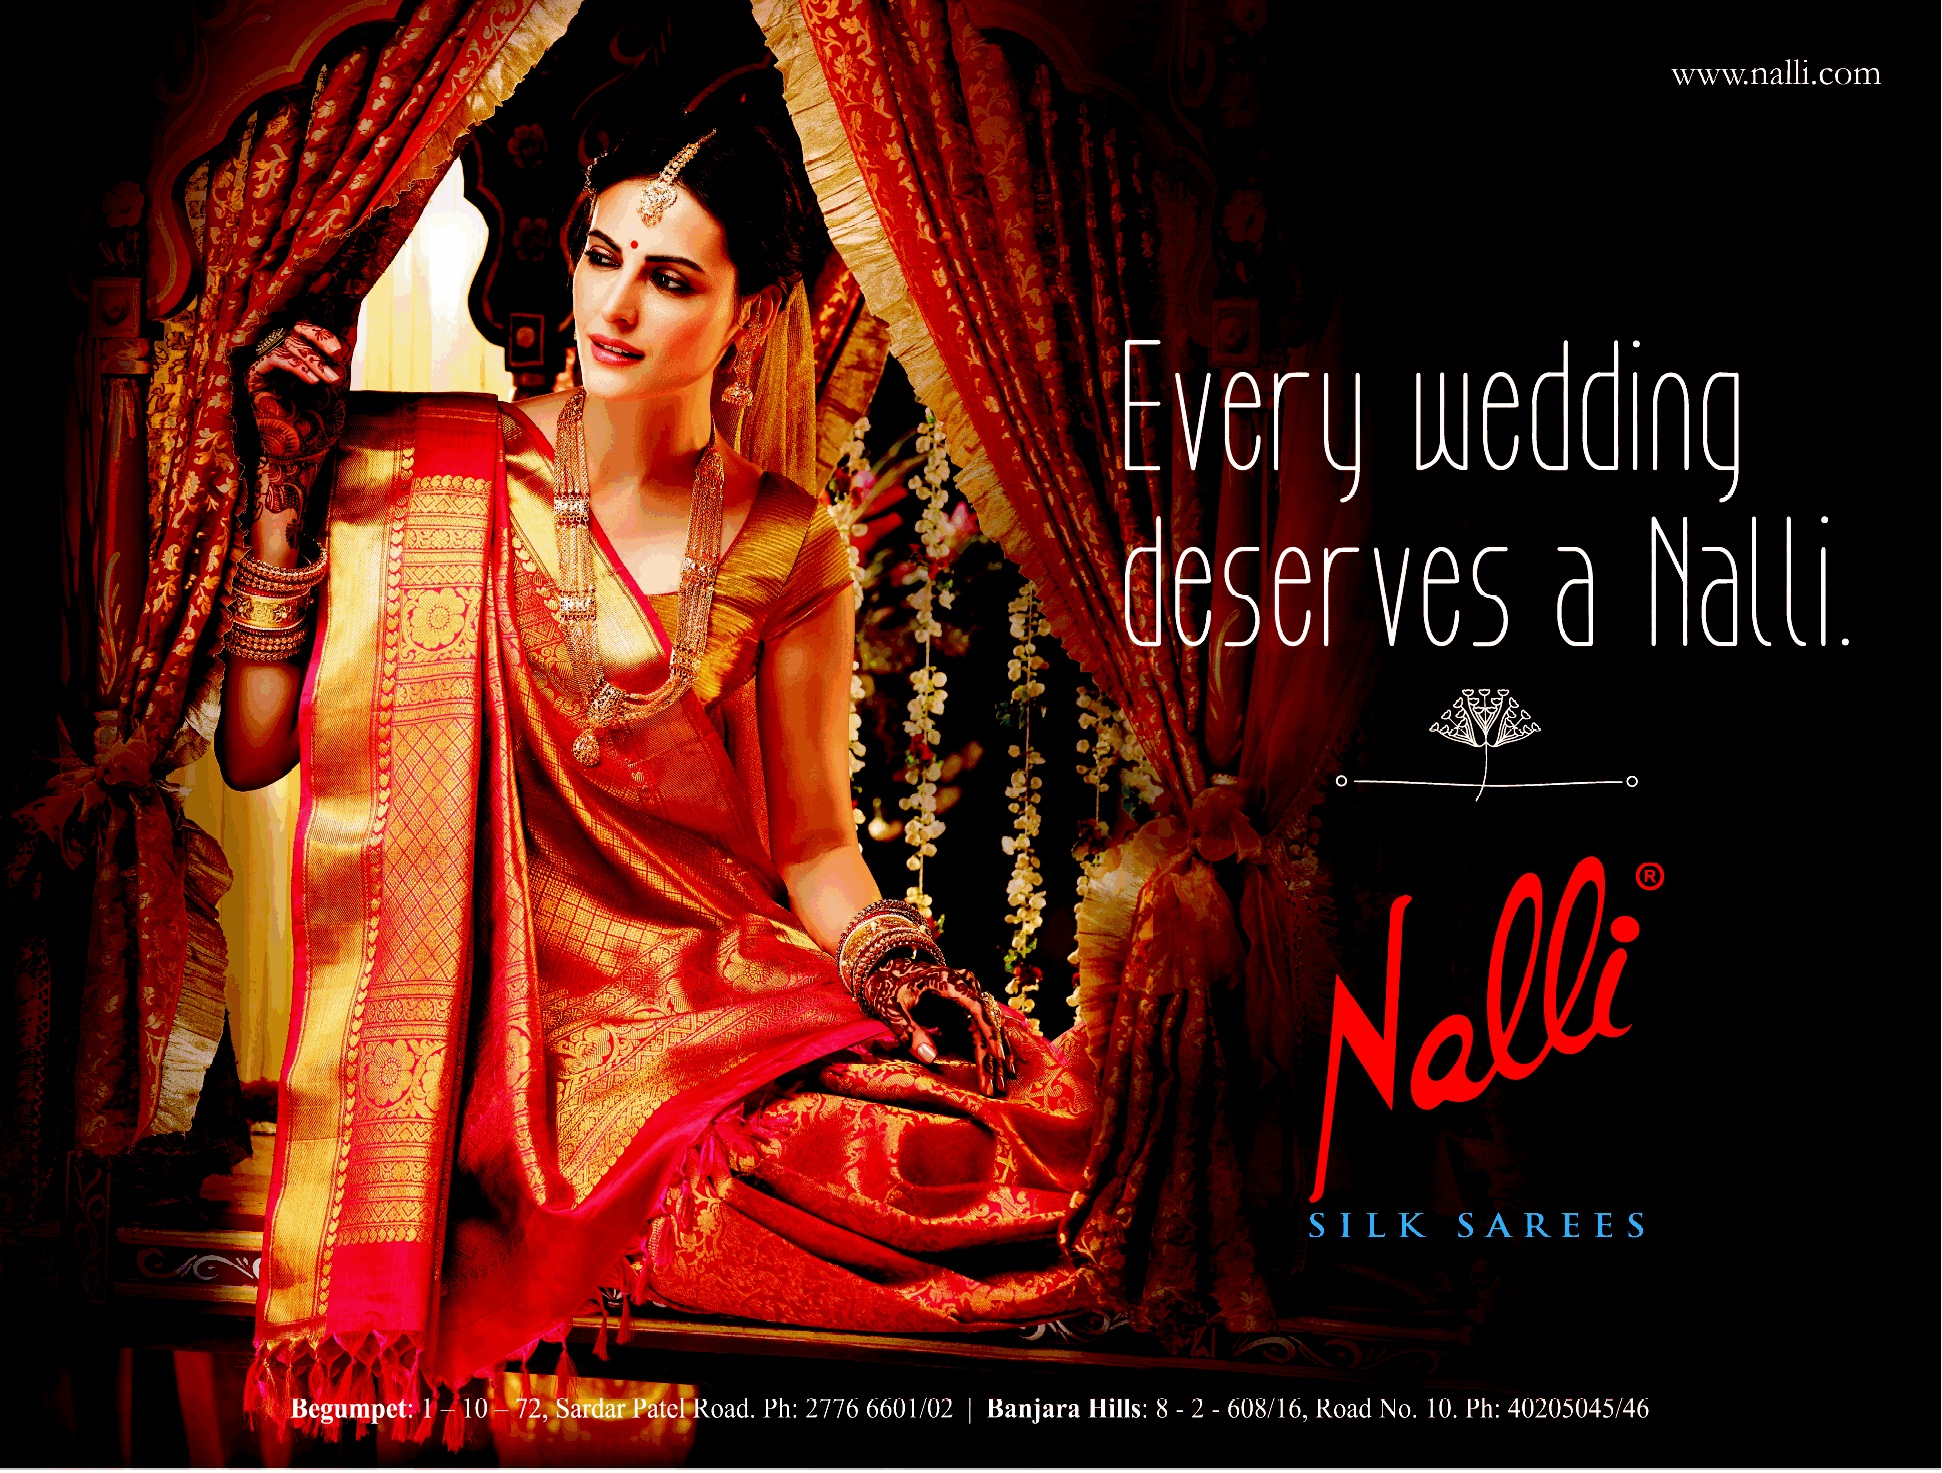 www.nalli.com
Every wedding
deserves a Nalli.
Nalli®
SILK SAREES
Begumpet: 1 – 10 – 72, Sardar Patel Road. Ph: 2776 6601/02 | Banjara Hills: 8 - 2 - 608/16, Road No. 10. Ph: 40205045/46